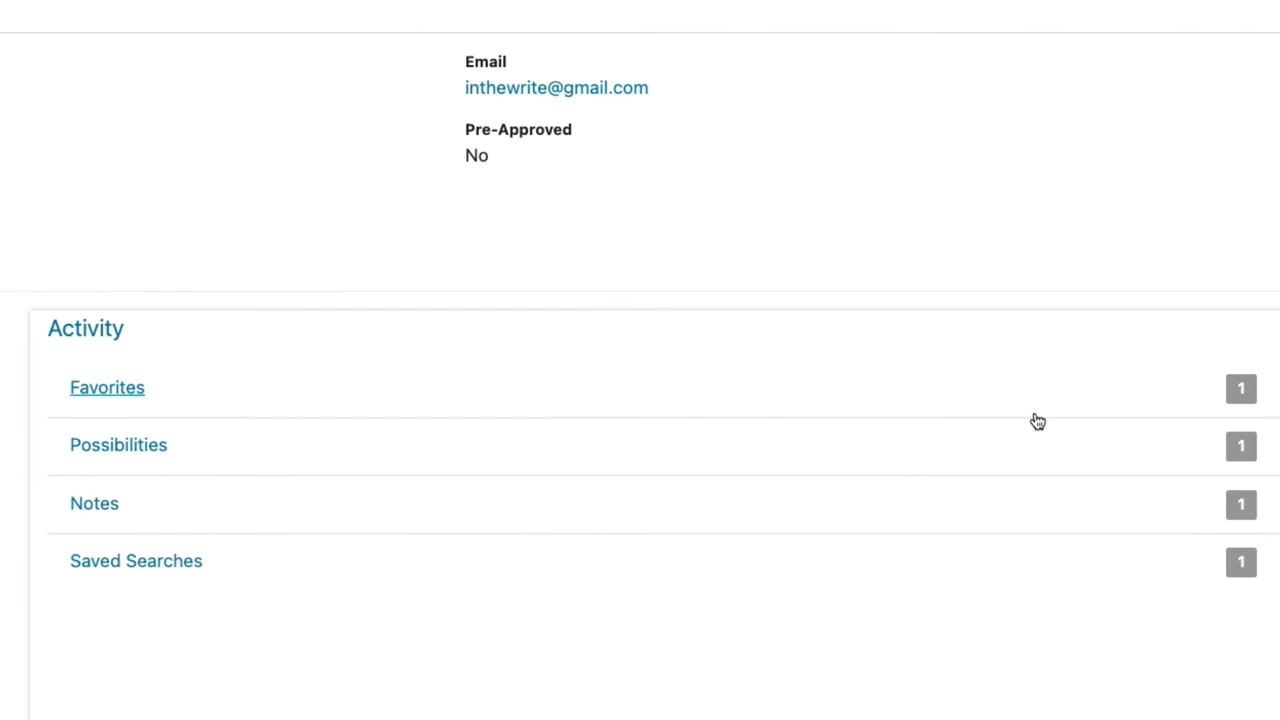 Email
inthewrite@gmail.com
Pre-Approved
No
Activity
Favorites 1
Possibilities 1
Notes 1
Saved Searches 1